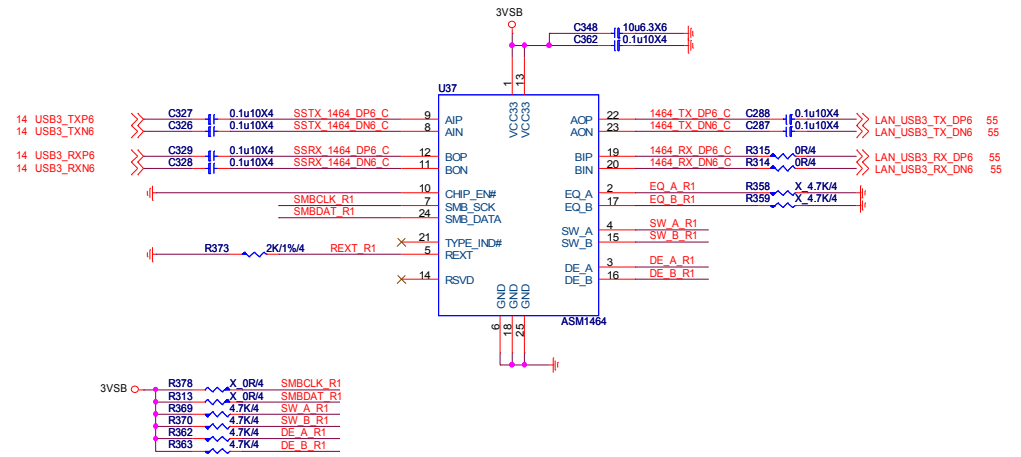 3VSB
C348 10u6.3X6
C362 0.1u10X4
U37
1 13
VCC33 VCC33
14 USB3_TXP6 C327 0.1u10X4 SSTX_1464_DP6_C 9 AIP AOP 22 1464_TX_DP6_C C288 0.1u10X4 LAN_USB3_TX_DP6 55
14 USB3_TXN6 C326 0.1u10X4 SSTX_1464_DN6_C 8 AIN AON 23 1464_TX_DN6_C C287 0.1u10X4 LAN_USB3_TX_DN6 55
14 USB3_RXP6 C329 0.1u10X4 SSRX_1464_DP6_C 12 BOP BIP 19 1464_RX_DP6_C R315 0R/4 LAN_USB3_RX_DP6 55
14 USB3_RXN6 C328 0.1u10X4 SSRX_1464_DN6_C 11 BON BIN 20 1464_RX_DN6_C R314 0R/4 LAN_USB3_RX_DN6 55
10 CHIP_EN# EQ_A 2 EQ_A_R1 R358 X_4.7K/4
SMBCLK_R1 7 SMB_SCK EQ_B 17 EQ_B_R1 R359 X_4.7K/4
SMBDAT_R1 24 SMB_DATA
SW_A 4 SW_A_R1
SW_B 15 SW_B_R1
21 TYPE_IND#
R373 2K/1%/4 REXT_R1 5 REXT
DE_A 3 DE_A_R1
14 RSVD DE_B 16 DE_B_R1
GND GND GND
6 18 25
ASM1464
3VSB
R378 X_0R/4 SMBCLK_R1
R313 X_0R/4 SMBDAT_R1
R369 4.7K/4 SW_A_R1
R370 4.7K/4 SW_B_R1
R362 4.7K/4 DE_A_R1
R363 4.7K/4 DE_B_R1